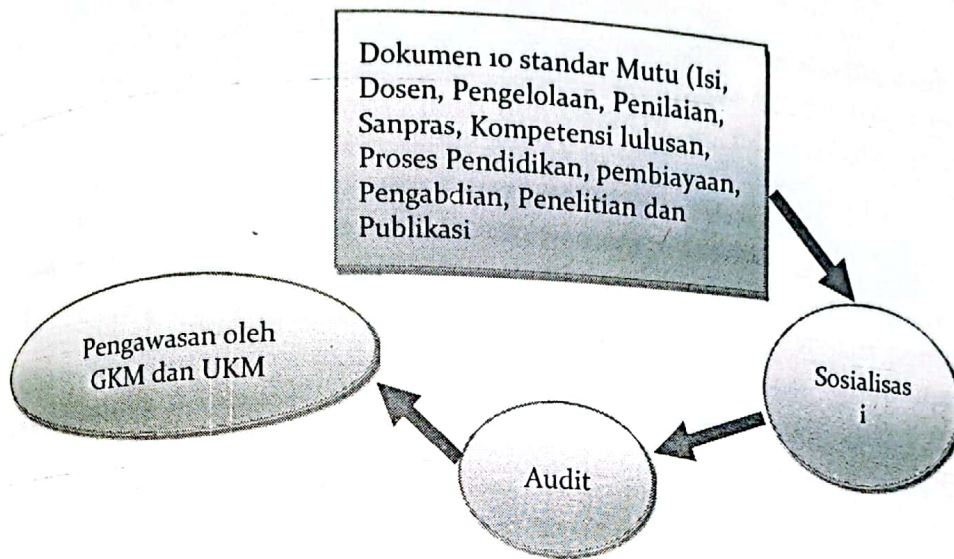 Dokumen 10 standar Mutu (Isi,
Dosen, Pengelolaan, Penilaian,
Sanpras, Kompetensi lulusan,
Proses Pendidikan, pembiayaan,
Pengabdian, Penelitian dan
Publikasi
Sosialisas
i
Audit
Pengawasan oleh
GKM dan UKM